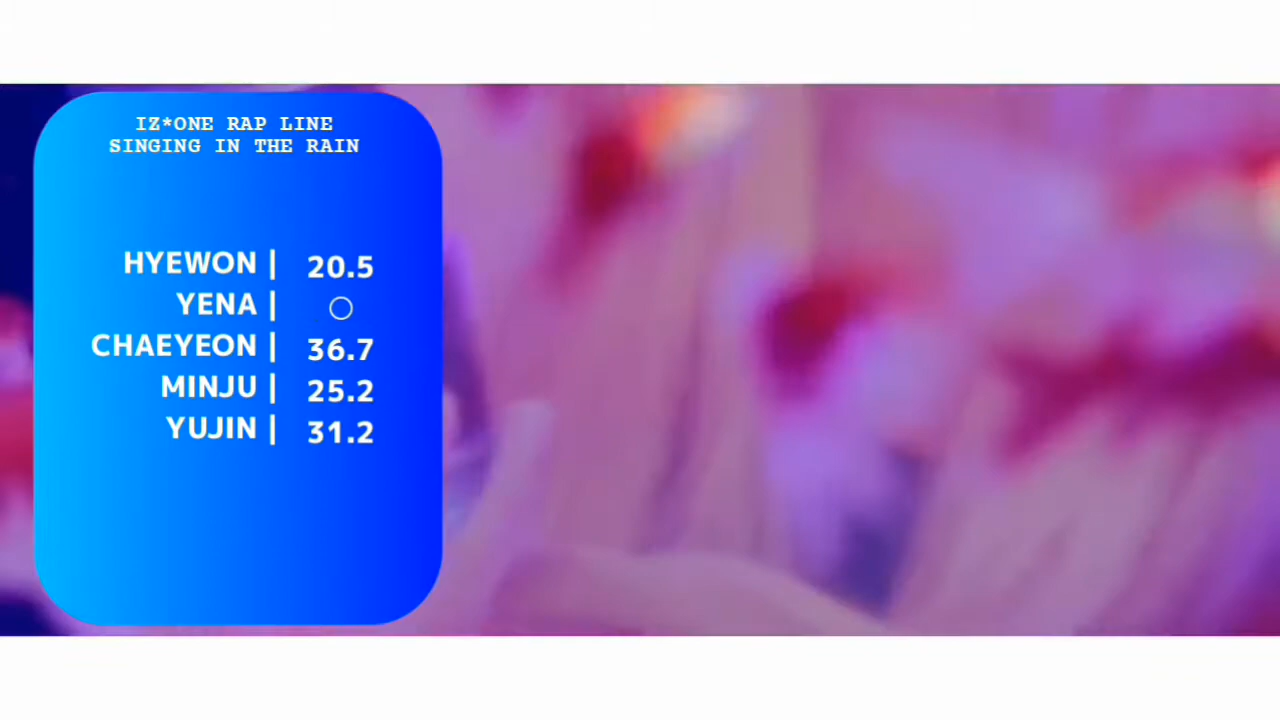 IZ*ONE RAP LINE
SINGING IN THE RAIN
HYEWON | 20.5
YENA | ○
CHAEYEON | 36.7
MINJU | 25.2
YUJIN | 31.2